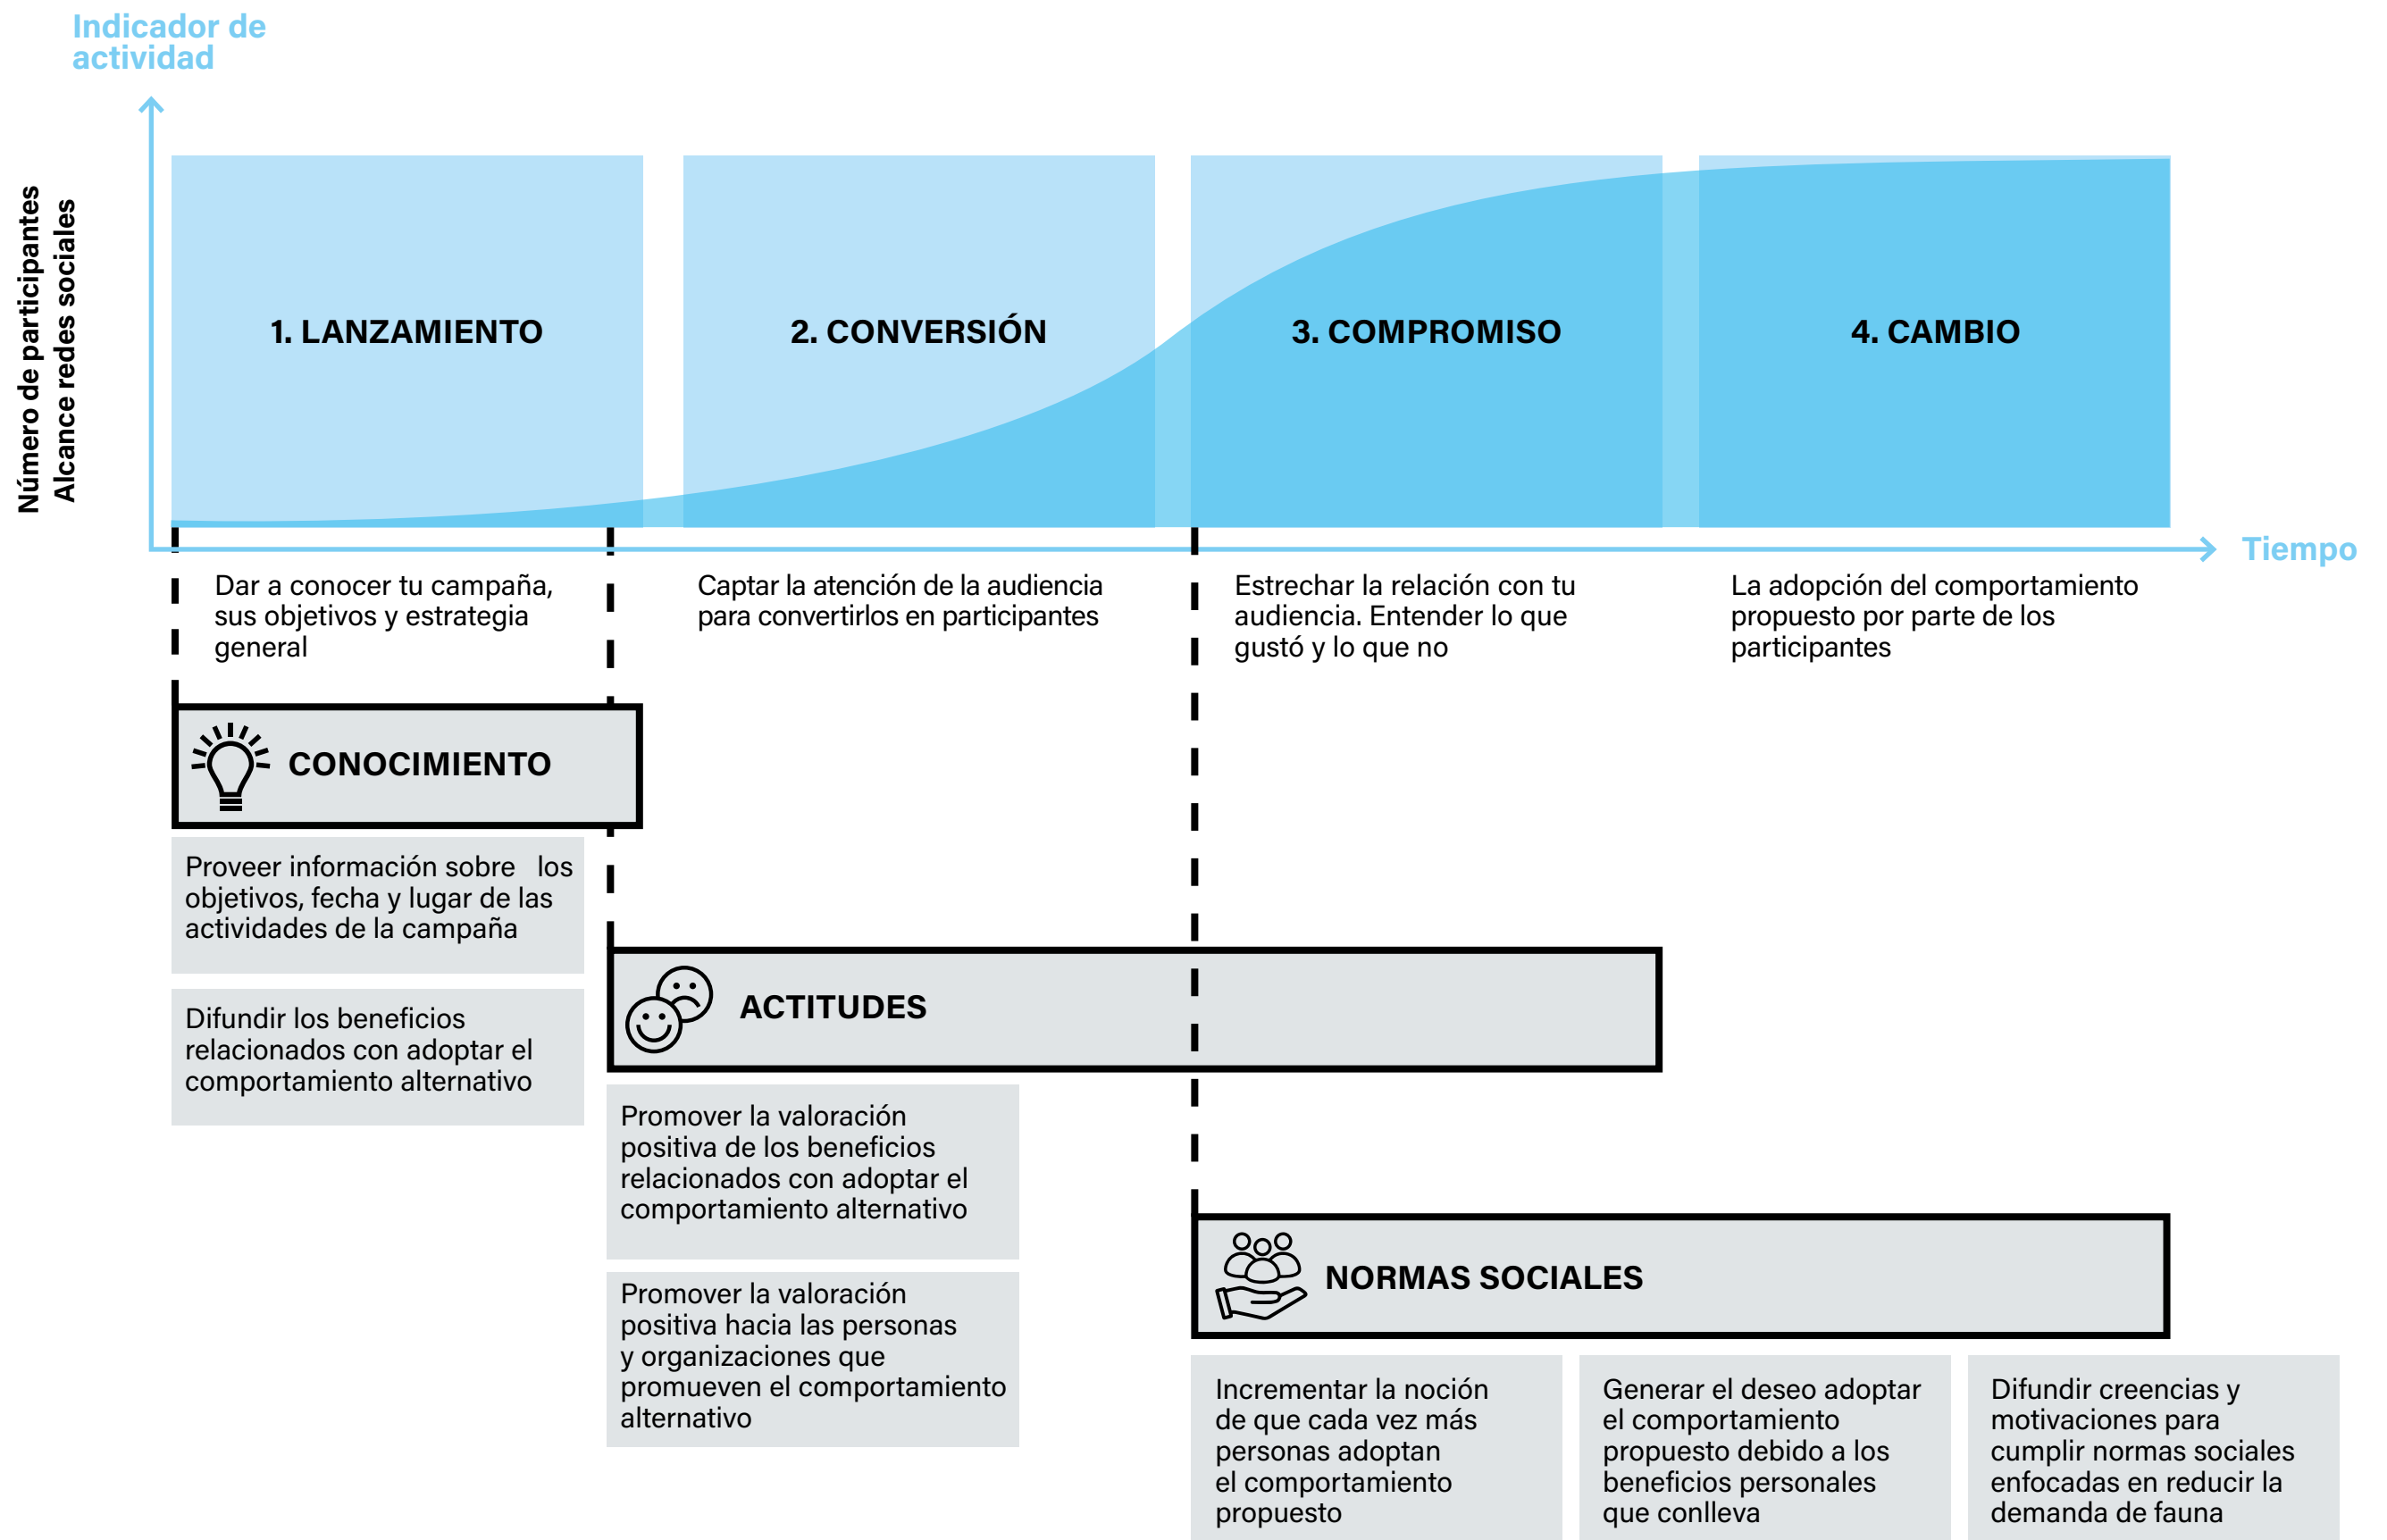 Indicador de
actividad
Número de participantes
Alcance redes sociales
1. LANZAMIENTO
2. CONVERSIÓN
3. COMPROMISO
4. CAMBIO
Tiempo
Dar a conocer tu campaña,
sus objetivos y estrategia
general
Captar la atención de la audiencia
para convertirlos en participantes
Estrechar la relación con tu
audiencia. Entender lo que
gustó y lo que no
La adopción del comportamiento
propuesto por parte de los
participantes
CONOCIMIENTO
Proveer información sobre los
objetivos, fecha y lugar de las
actividades de la campaña
Difundir los beneficios
relacionados con adoptar el
comportamiento alternativo
ACTITUDES
Promover la valoración
positiva de los beneficios
relacionados con adoptar el
comportamiento alternativo
Promover la valoración
positiva hacia las personas
y organizaciones que
promueven el comportamiento
alternativo
NORMAS SOCIALES
Incrementar la noción
de que cada vez más
personas adoptan
el comportamiento
propuesto
Generar el deseo adoptar
el comportamiento
propuesto debido a los
beneficios personales
que conlleva
Difundir creencias y
motivaciones para
cumplir normas sociales
enfocadas en reducir la
demanda de fauna